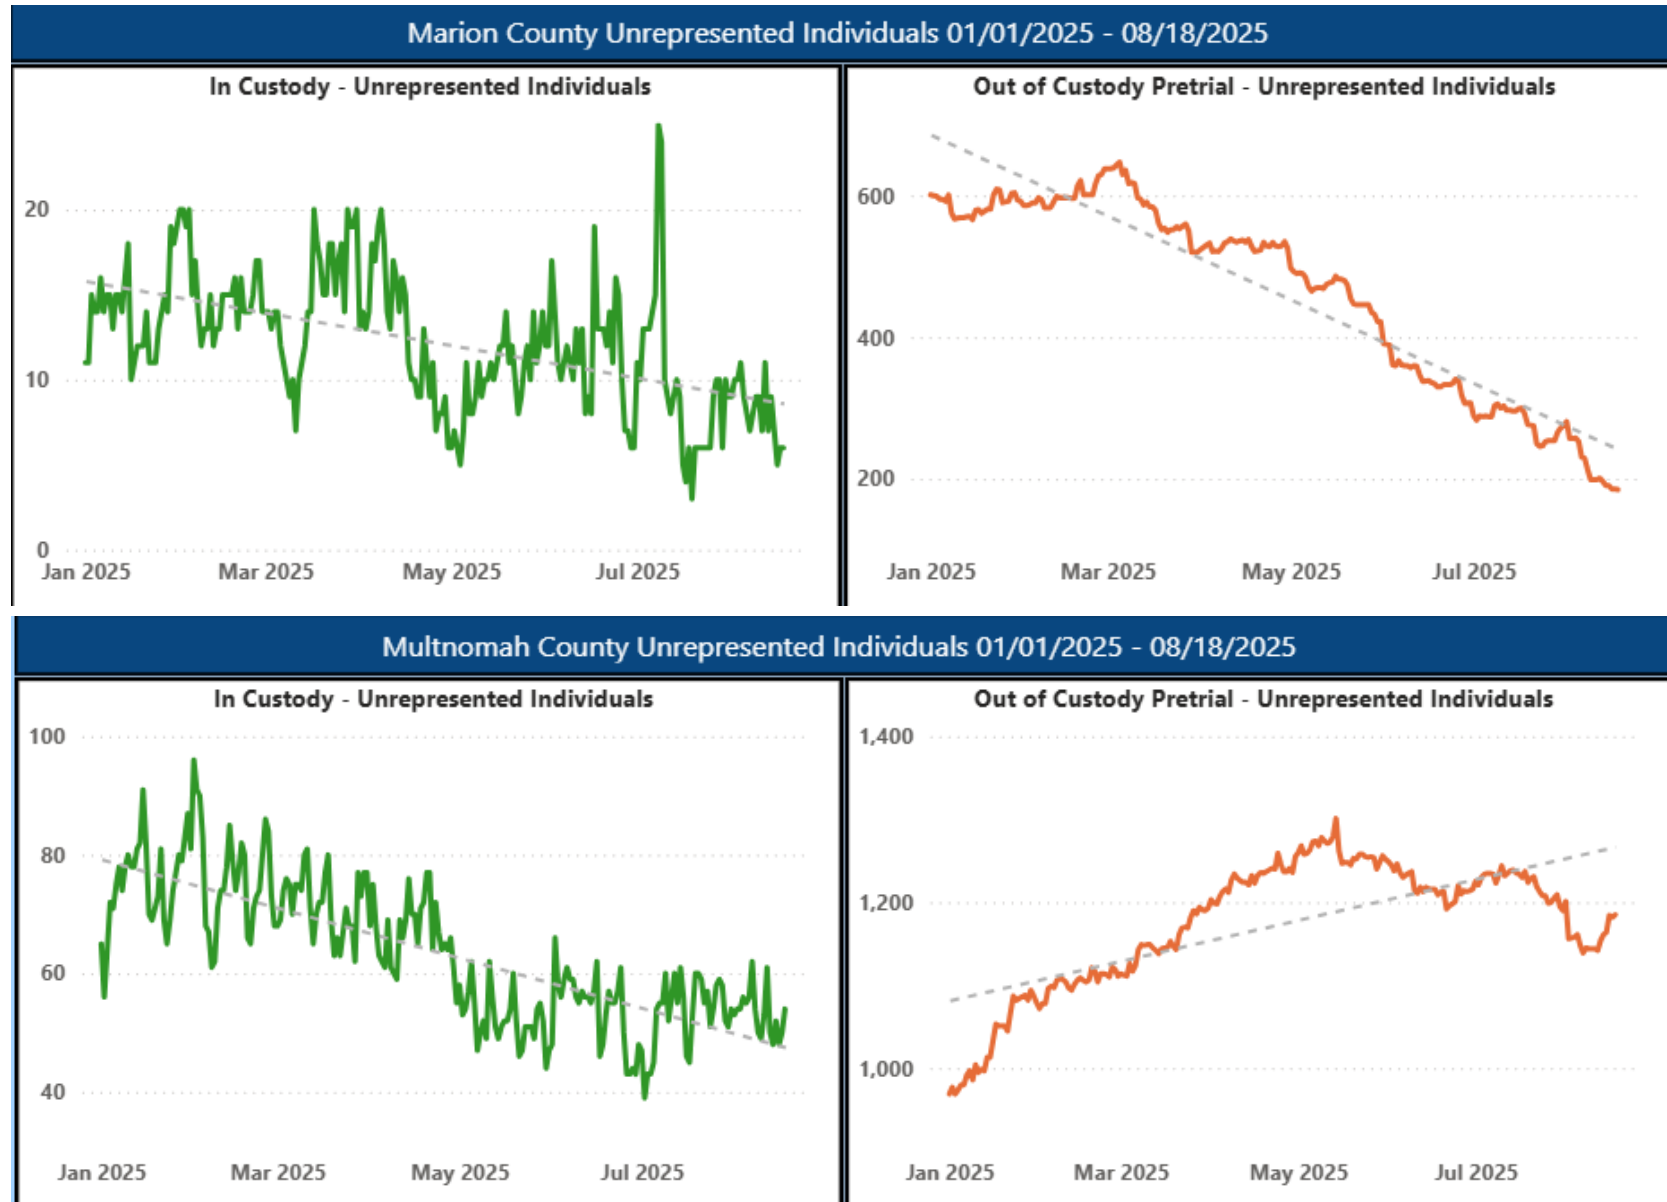 Marion County Unrepresented Individuals 01/01/2025 - 08/18/2025
In Custody - Unrepresented Individuals
20
10
0
Jan 2025 Mar 2025 May 2025 Jul 2025
Out of Custody Pretrial - Unrepresented Individuals
600
400
200
Jan 2025 Mar 2025 May 2025 Jul 2025
Multnomah County Unrepresented Individuals 01/01/2025 - 08/18/2025
In Custody - Unrepresented Individuals
100
80
60
40
Jan 2025 Mar 2025 May 2025 Jul 2025
Out of Custody Pretrial - Unrepresented Individuals
1,400
1,200
1,000
Jan 2025 Mar 2025 May 2025 Jul 2025